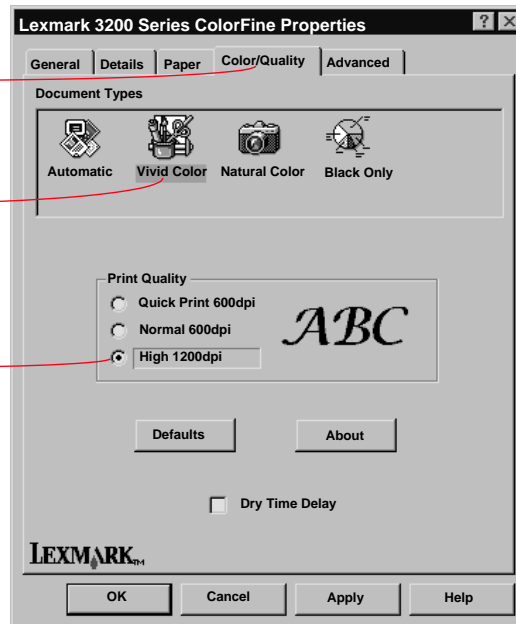 Lexmark 3200 Series ColorFine Properties ? ×
General Details Paper Color/Quality Advanced
Document Types
Automatic Vivid Color Natural Color Black Only
Print Quality
Quick Print 600dpi
Normal 600dpi
High 1200dpi
ABC
Defaults About
Dry Time Delay
LEXMARK™
OK Cancel Apply Help